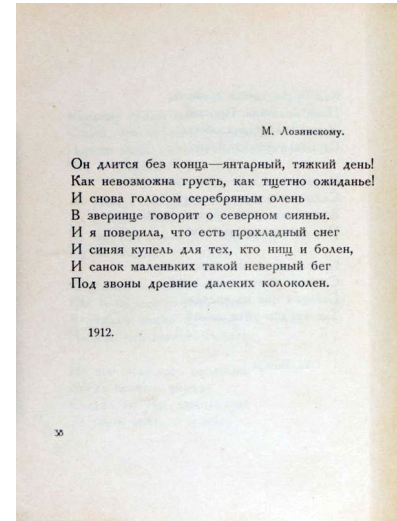 М. Лозинскому.
Он длится без конца—янтарный, тяжкий день!
Как невозможна грусть, как тщетно ожиданье!
И снова голосом серебряным олень
В зверинце говорит о северном сияньи.
И я поверила, что есть прохладный снег
И синяя купель для тех, кто нищ и болен,
И санок маленьких такой неверный бег
Под звоны древние далеких колоколен.
1912.
38